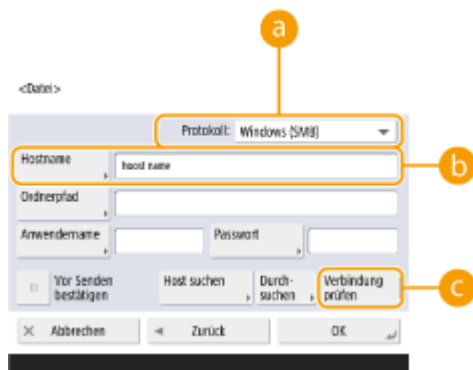 a
<Datei>
Protokoll: Windows (SMB)
Hostname
hoost name
b
Ordnerpfad
Anwendername
Passwort
Vor Senden
bestätigen
Host suchen
Durch-
suchen
Verbindung
prüfen
c
Abbrechen
Zurück
OK